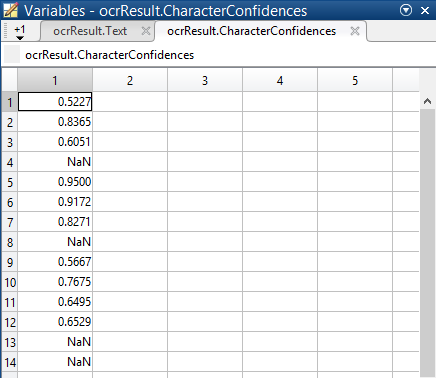 Variables - ocrResult.CharacterConfidences
+1 ocrResult.Text ocrResult.CharacterConfidences
ocrResult.CharacterConfidences
1 2 3 4 5
1 0.5227
2 0.8365
3 0.6051
4 NaN
5 0.9500
6 0.9172
7 0.8271
8 NaN
9 0.5667
10 0.7675
11 0.6495
12 0.6529
13 NaN
14 NaN